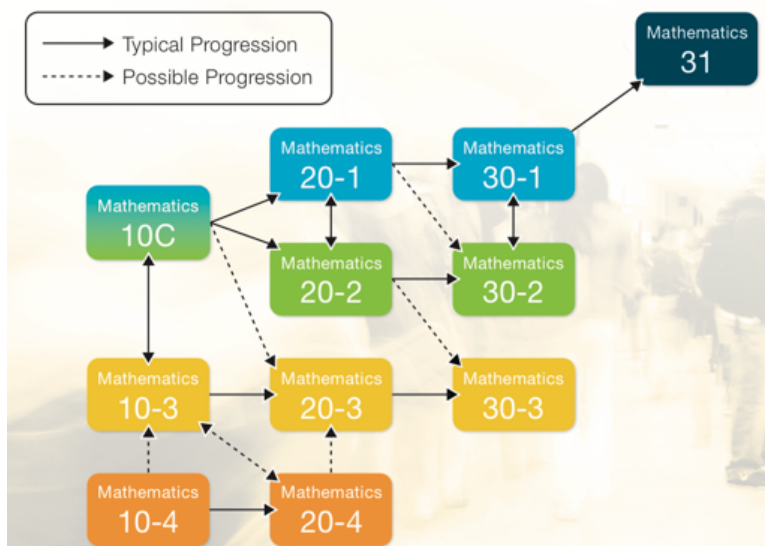 Typical Progression
Possible Progression
Mathematics
31
Mathematics
20-1
Mathematics
30-1
Mathematics
10C
Mathematics
20-2
Mathematics
30-2
Mathematics
10-3
Mathematics
20-3
Mathematics
30-3
Mathematics
10-4
Mathematics
20-4